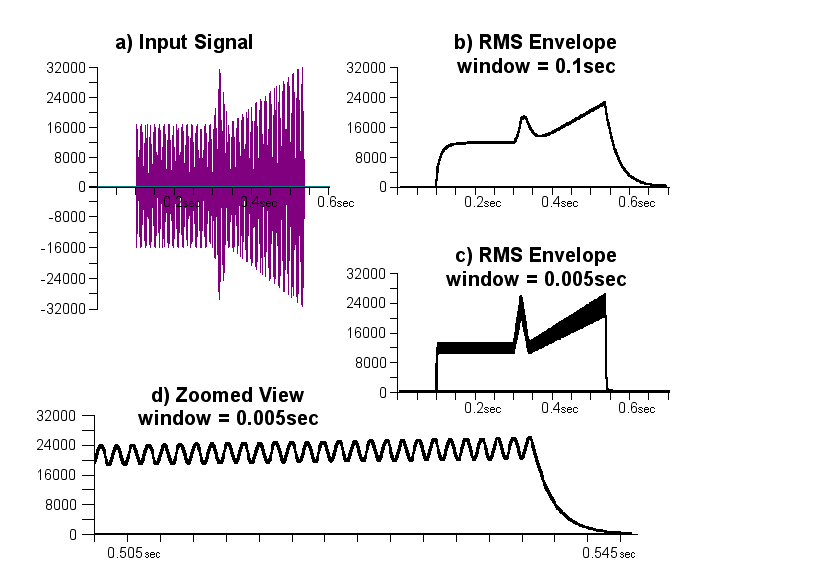 a) Input Signal
32000
24000
16000
8000
0
-8000
-16000
-24000
-32000
0.2sec
0.4sec
0.6sec
b) RMS Envelope
window = 0.1sec
32000
24000
16000
8000
0
0.2sec
0.4sec
0.6sec
c) RMS Envelope
window = 0.005sec
32000
24000
16000
8000
0
0.2sec
0.4sec
0.6sec
d) Zoomed View
window = 0.005sec
32000
24000
16000
8000
0
0.505sec
0.545sec